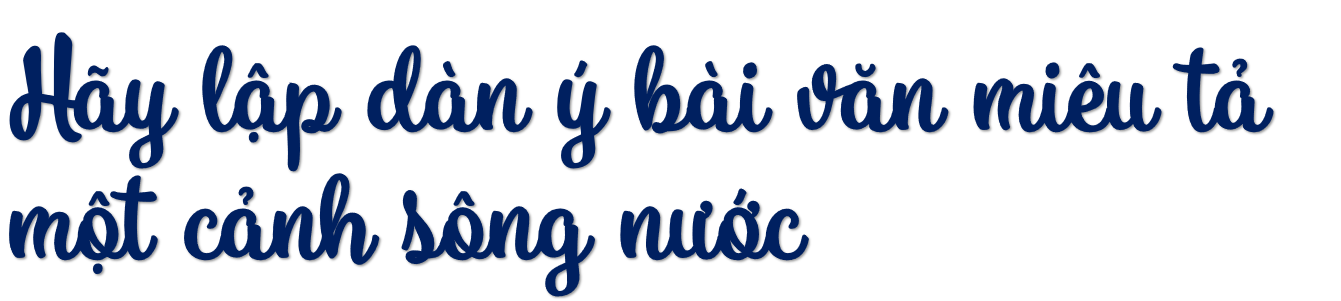 Hãy lập dàn ý bài văn miêu tả
một cảnh sông nước